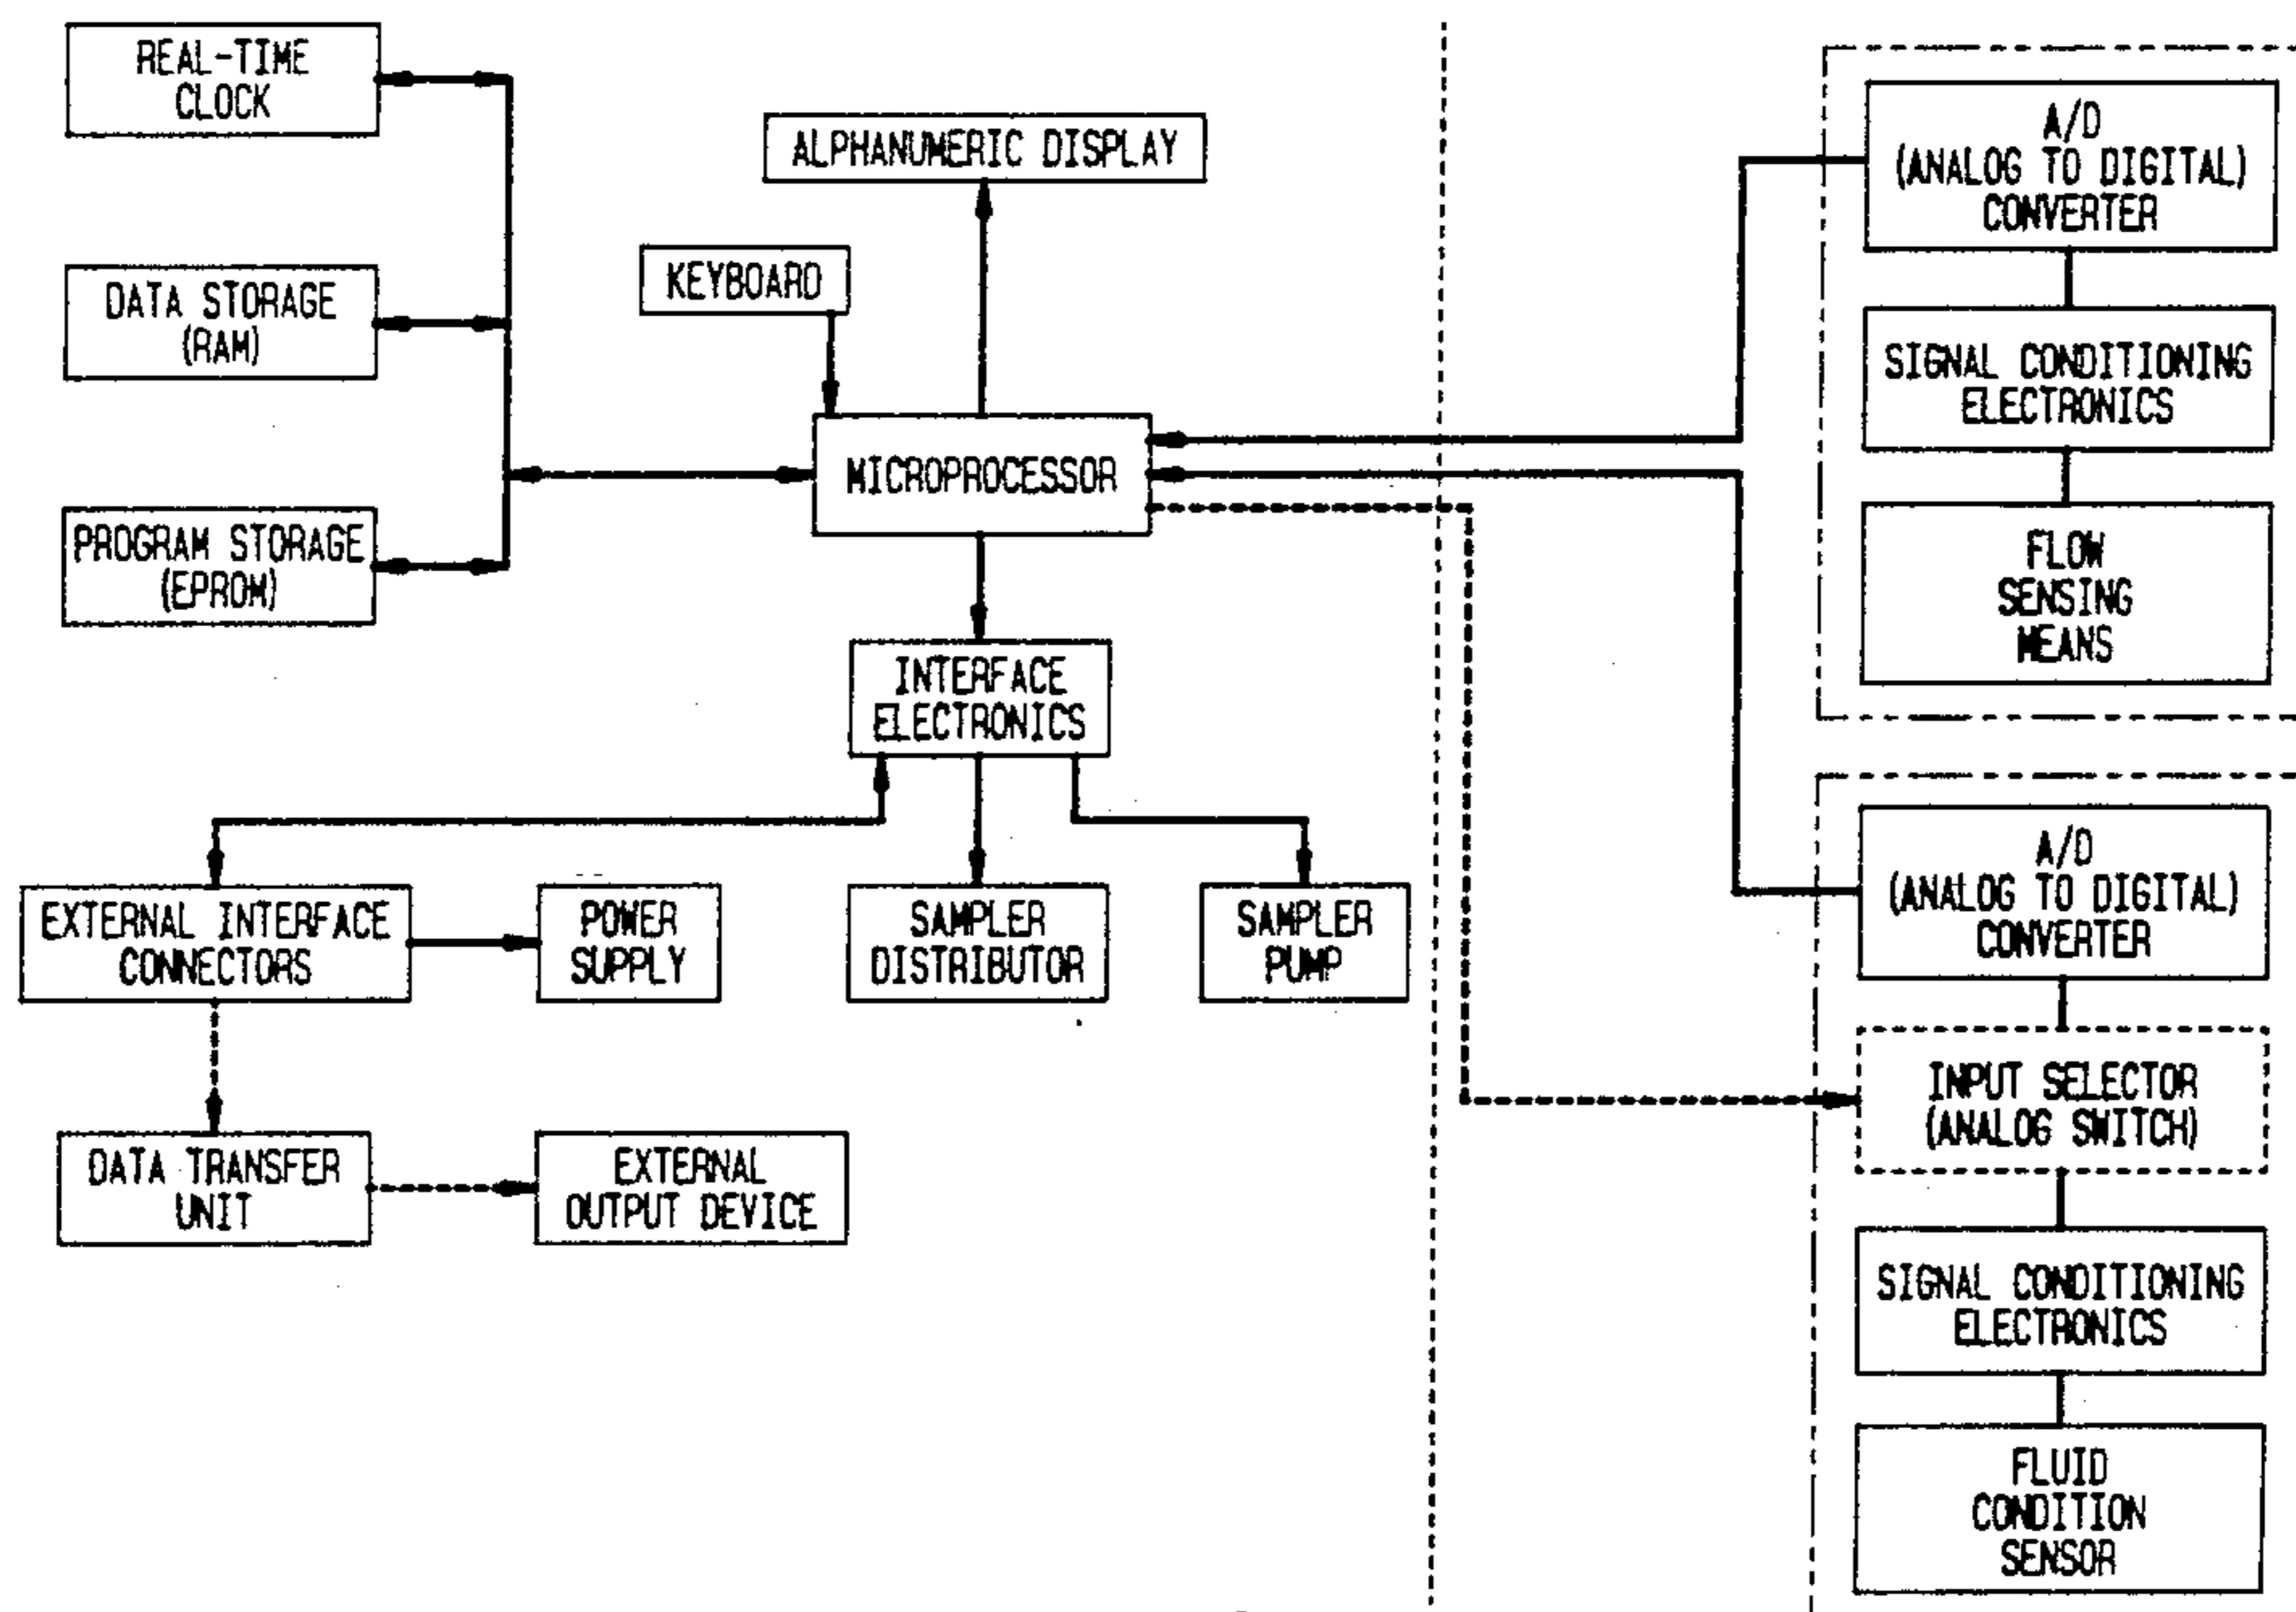 REAL-TIME
CLOCK
DATA STORAGE
(RAM)
PROGRAM STORAGE
(EPROM)
ALPHANUMERIC DISPLAY
KEYBOARD
MICROPROCESSOR
INTERFACE
ELECTRONICS
EXTERNAL INTERFACE
CONNECTORS
POWER
SUPPLY
SAMPLER
DISTRIBUTOR
SAMPLER
PUMP
DATA TRANSFER
UNIT
EXTERNAL
OUTPUT DEVICE
A/D
(ANALOG TO DIGITAL)
CONVERTER
SIGNAL CONDITIONING
ELECTRONICS
FLOW
SENSING
MEANS
A/D
(ANALOG TO DIGITAL)
CONVERTER
INPUT SELECTOR
(ANALOG SWITCH)
SIGNAL CONDITIONING
ELECTRONICS
FLUID
CONDITION
SENSOR